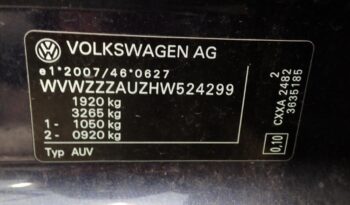 VOLKSWAGEN AG
e1*2007/46*0627
WVWZZZAUZHW524299
1920 kg
3265 kg
1 - 1050 kg
2 - 0920 kg
Typ AUV
CXXA 2482 2
3635185
0,10